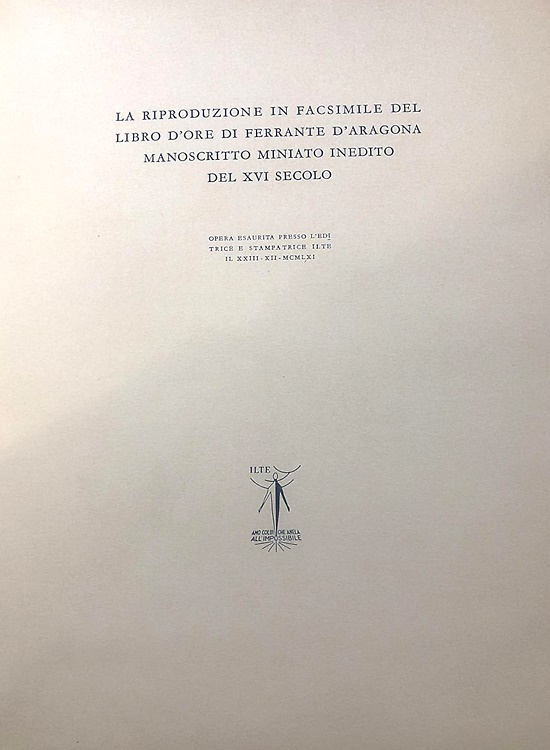 LA RIPRODUZIONE IN FACSIMILE DEL
LIBRO D'ORE DI FERRANTE D'ARAGONA
MANOSCRITTO MINIATO INEDITO
DEL XVI SECOLO
OPERA ESAURITA PRESSO L'EDI
TRICE E STAMPATRICE ILTE
IL XXIII-XII-MCMLXI
ILTE
AMO COLUI CHE ANELA
ALL'IMPOSSIBILE